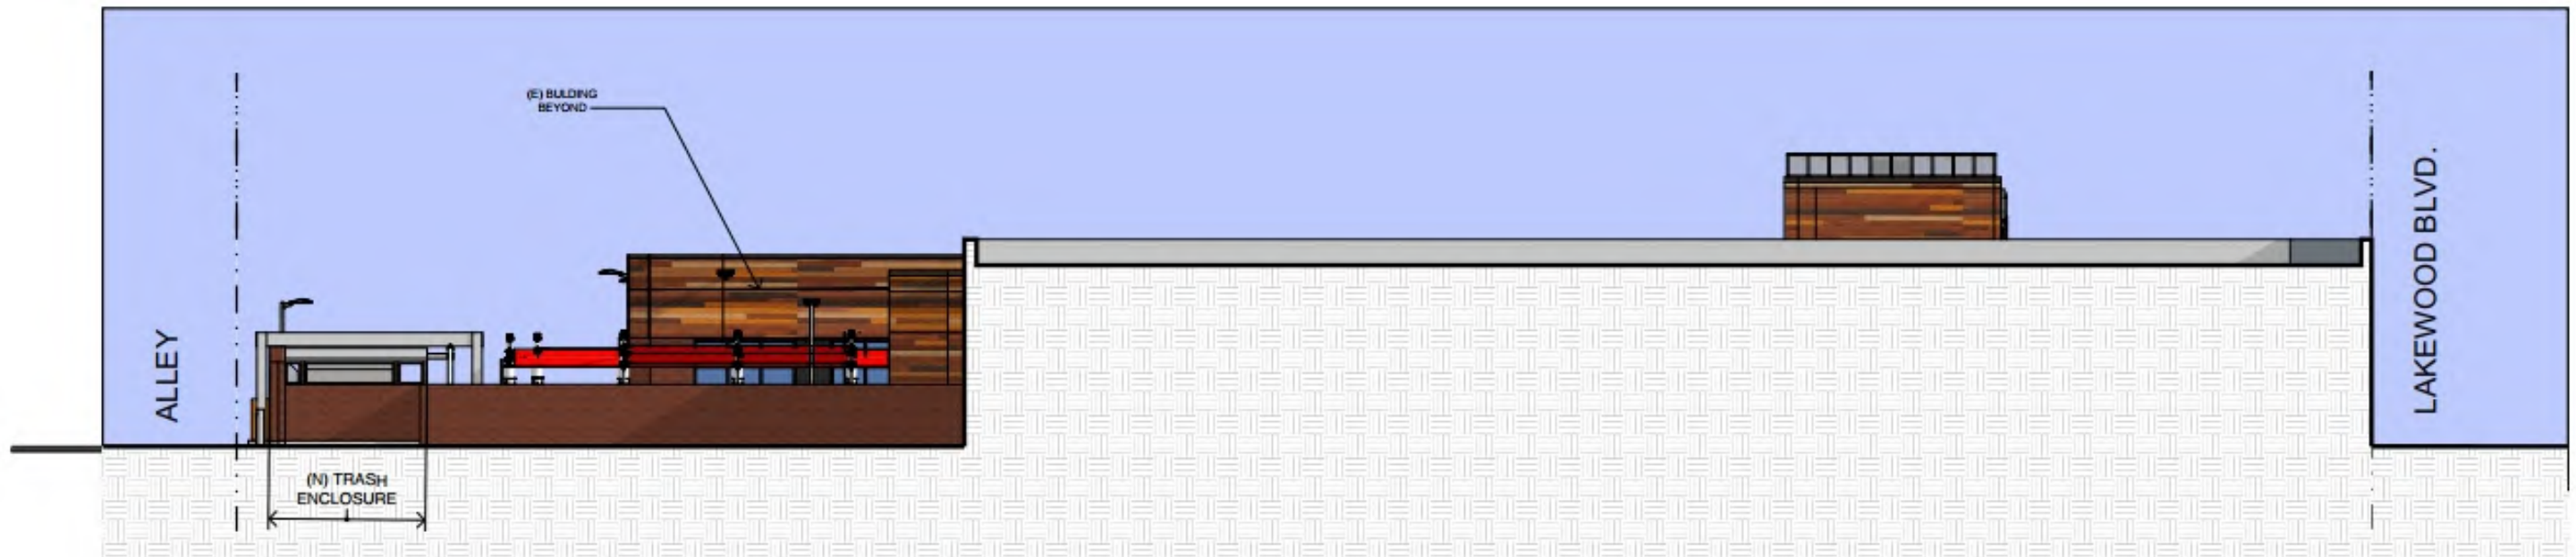 (E) BULDING
BEYOND
ALLEY
LAKEWOOD BLVD.
(N) TRASH
ENCLOSURE